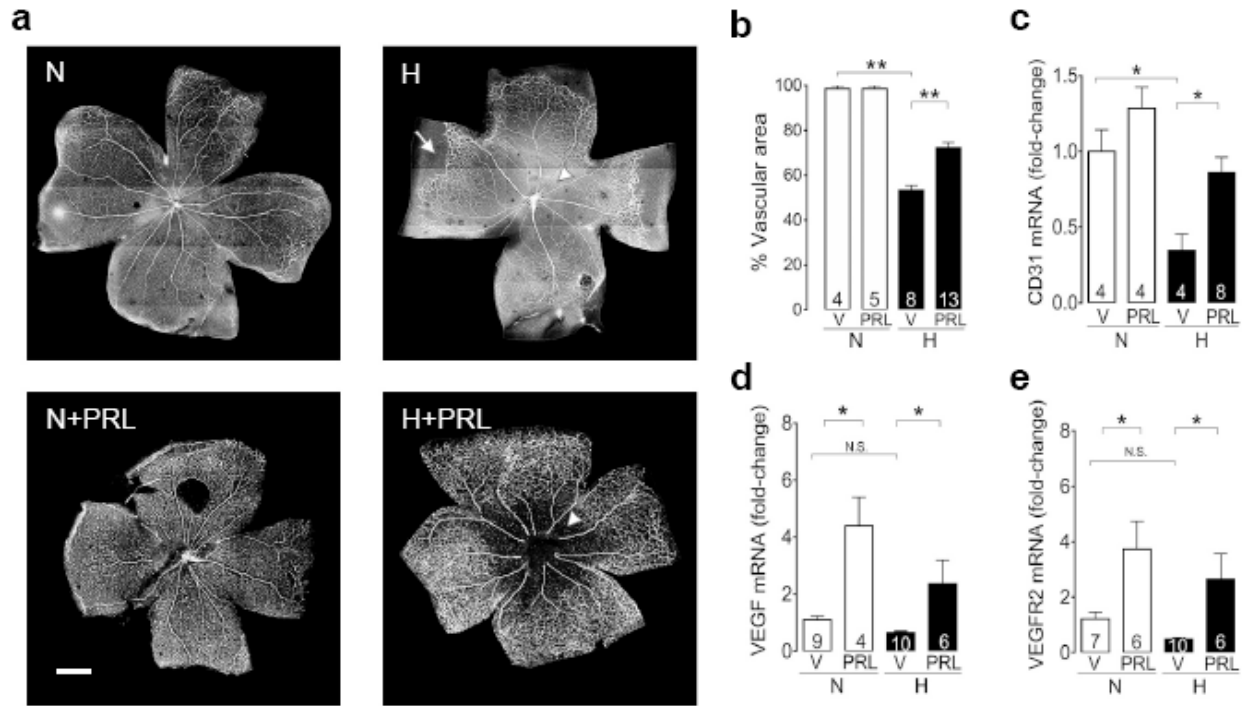 a
N
H
N+PRL
H+PRL
b
% Vascular area
100
80
60
40
20
0
**
**
4
5
8
13
V
PRL
V
PRL
N
H
c
CD31 mRNA (fold-change)
1.5
1.0
0.5
0.0
*
*
4
4
4
8
V
PRL
V
PRL
N
H
d
VEGF mRNA (fold-change)
8
6
4
2
0
*
*
N.S.
9
4
10
6
V
PRL
V
PRL
N
H
e
VEGFR2 mRNA (fold-change)
8
6
4
2
0
*
*
N.S.
7
6
10
6
V
PRL
V
PRL
N
H